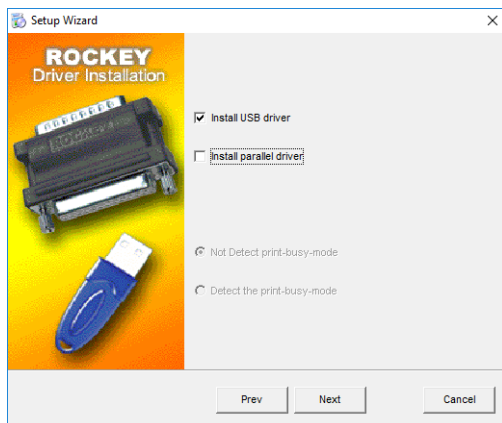 Setup Wizard
ROCKEY
Driver Installation
ROCKEY
Install USB driver
Install parallel driver
Not Detect print-busy-mode
Detect the print-busy-mode
Prev
Next
Cancel